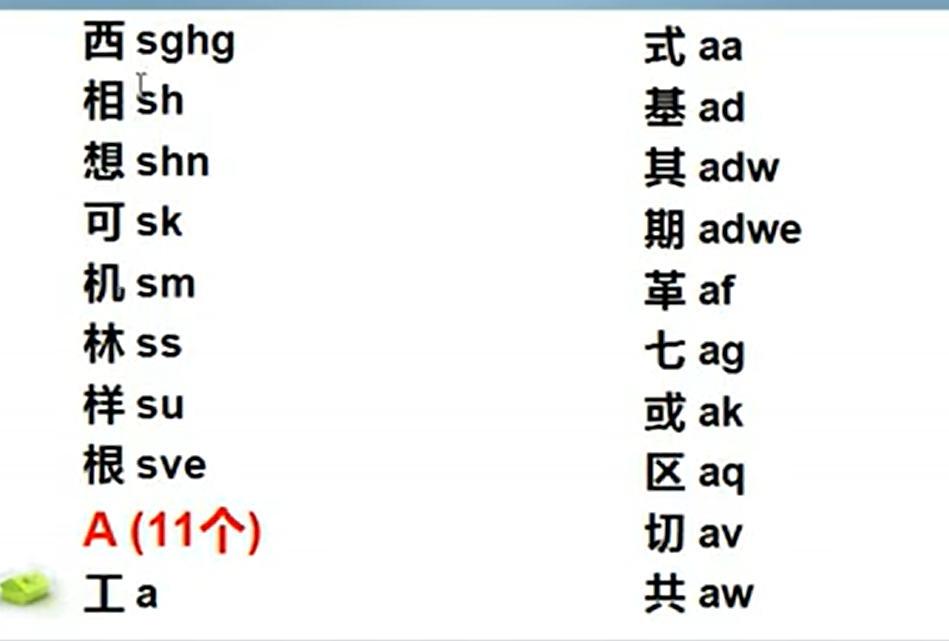 西 sghg
相 sh
想 shn
可 sk
机 sm
林 ss
样 su
根 sve
A (11个)
工 a
式 aa
基 ad
其 adw
期 adwe
革 af
七 ag
或 ak
区 aq
切 av
共 aw